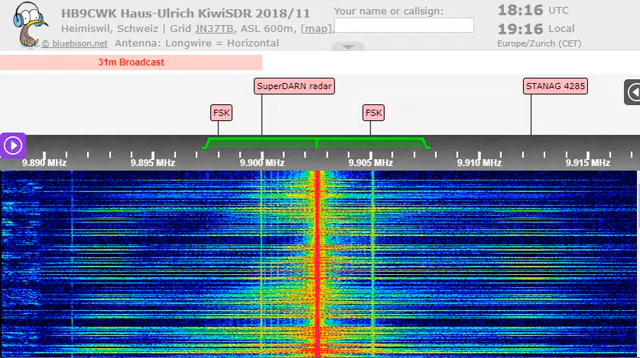 HB9CWK Haus-Ulrich KiwiSDR 2018/11
Heimiswil, Schweiz | Grid JN37TB, ASL 600m, [map]
© bluebison.net Antenna: Longwire = Horizontal
Your name or callsign:
18:16 UTC
19:16 Local
Europe/Zurich (CET)
31m Broadcast
SuperDARN radar
STANAG 4285
FSK
FSK
9.890 MHz 9.895 MHz 9.900 MHz 9.905 MHz 9.910 MHz 9.915 MHz